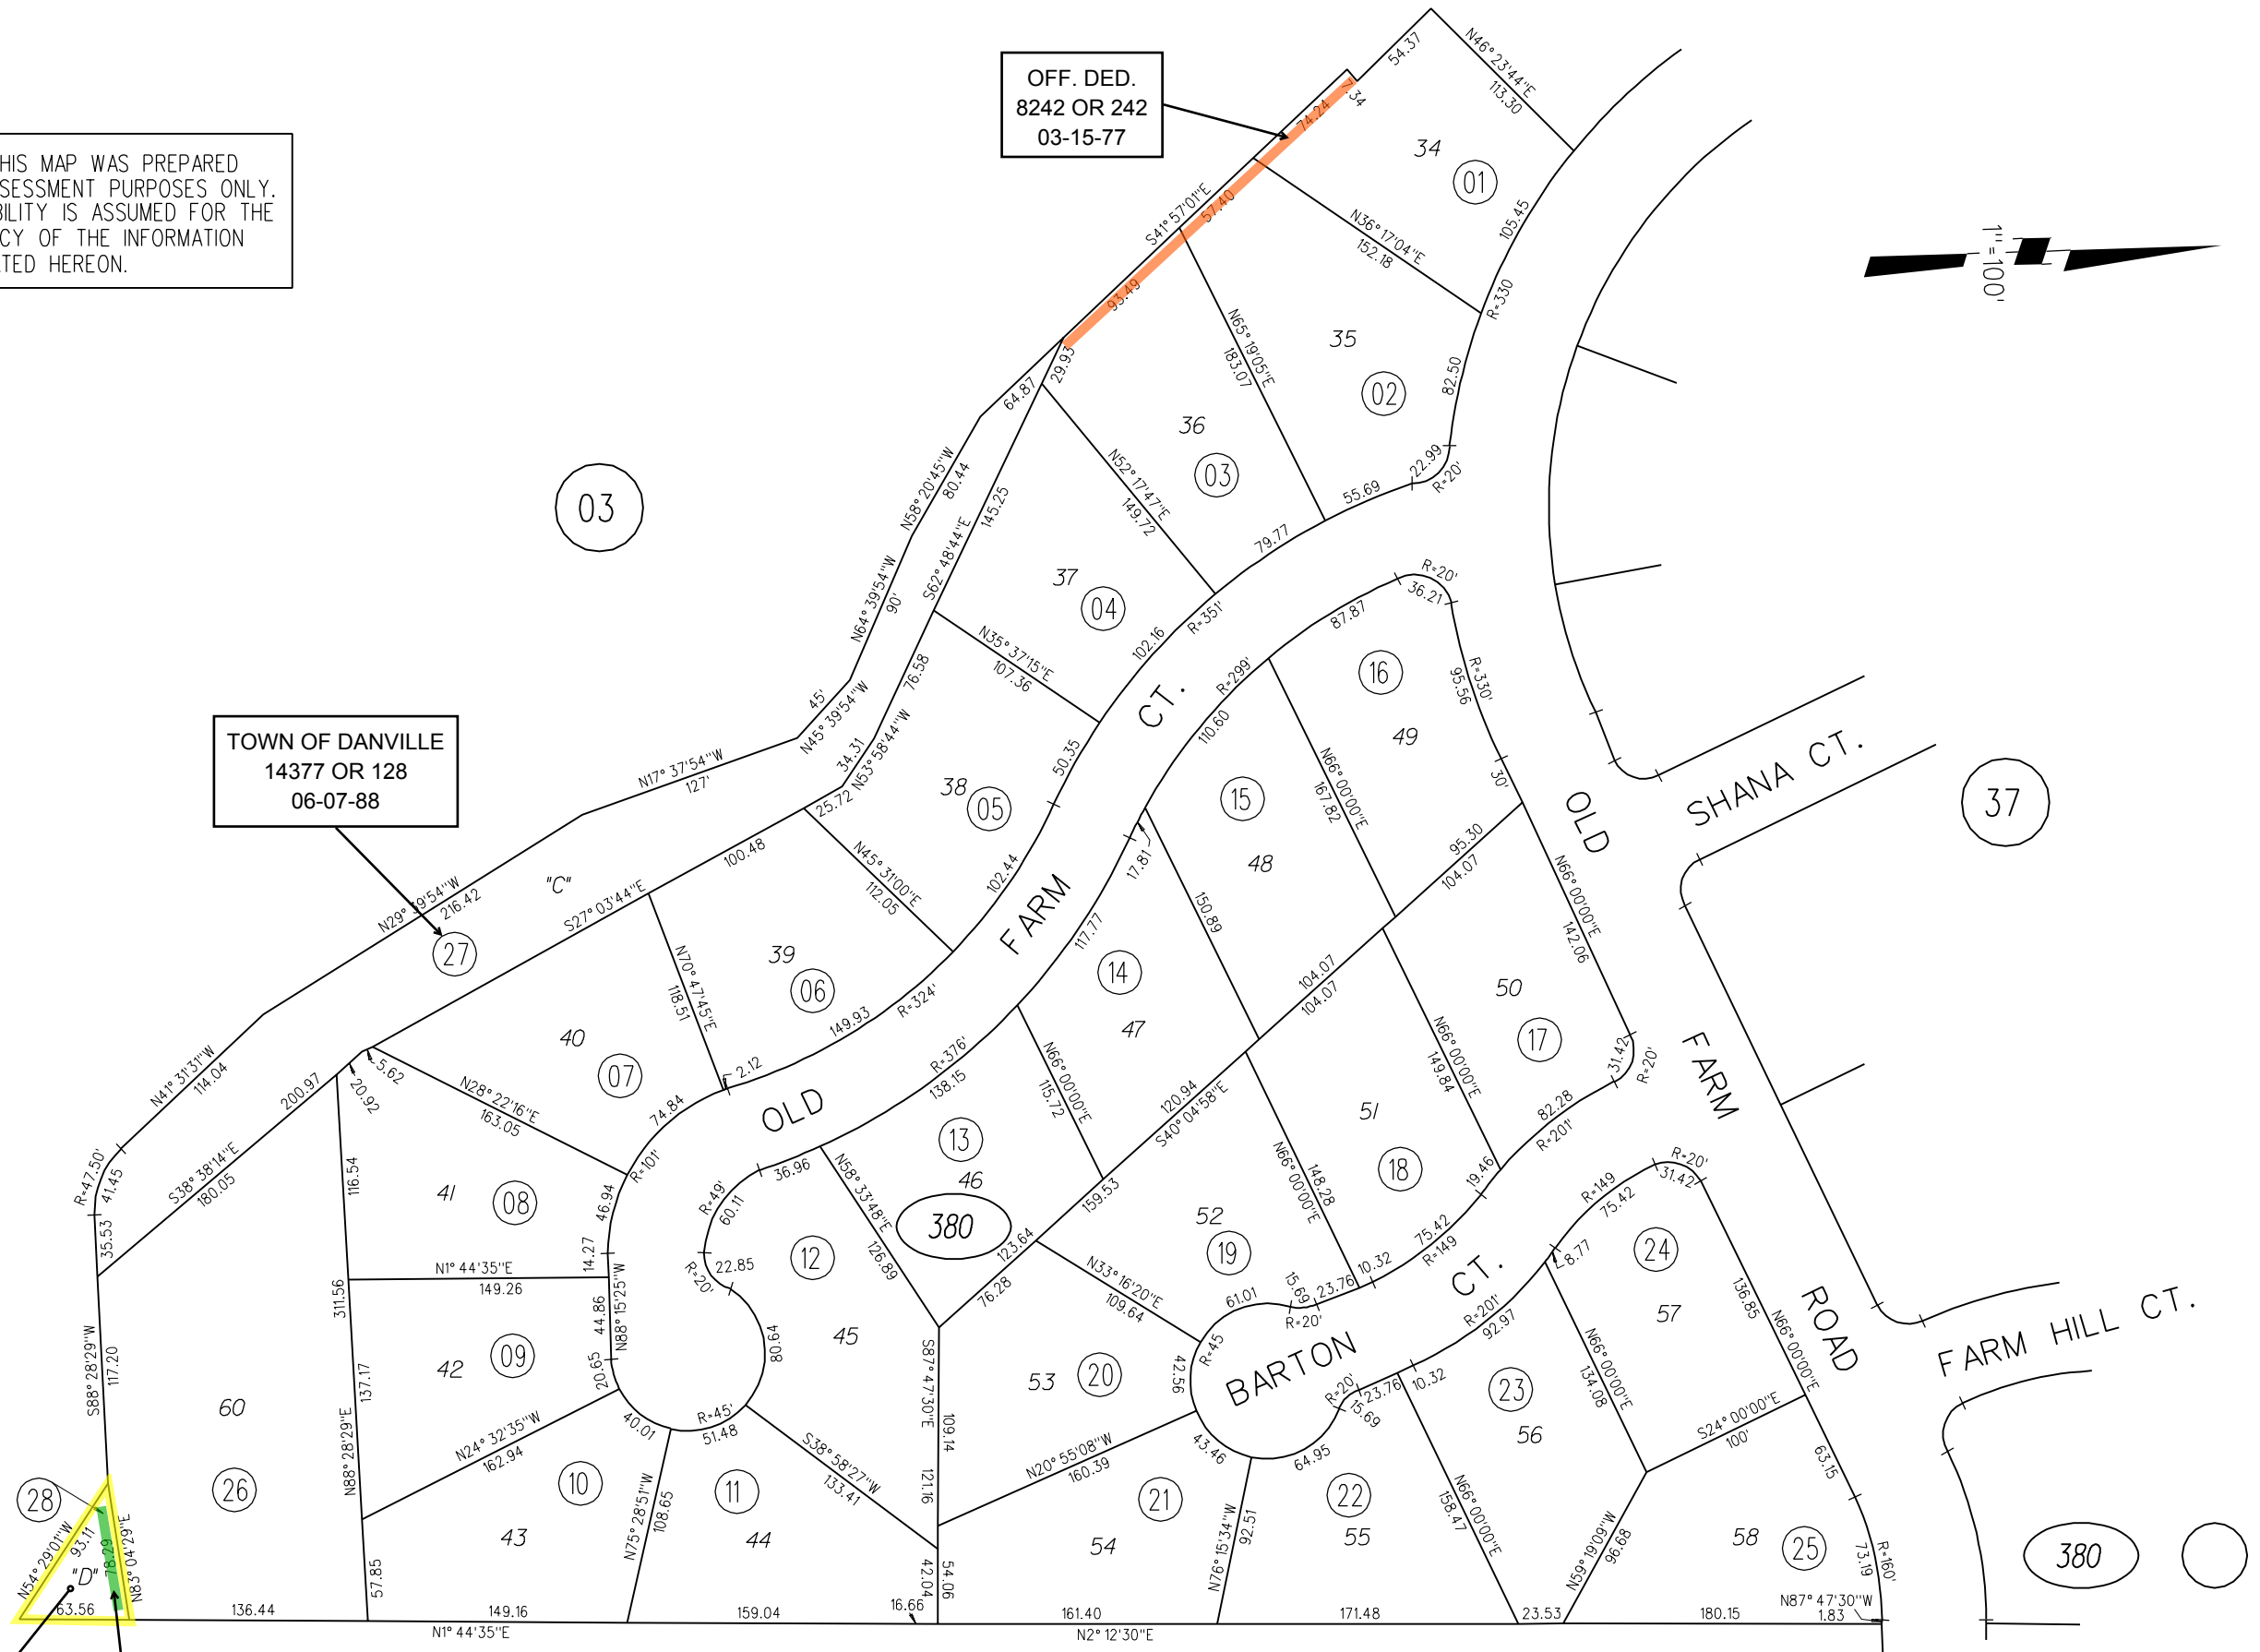 HIS MAP WAS PREPARED
SESSMENT PURPOSES ONLY.
BILITY IS ASSUMED FOR THE
CY OF THE INFORMATION
TED HEREON.
OFF. DED.
8242 OR 242
03-15-77
TOWN OF DANVILLE
14377 OR 128
06-07-88
1"=100'
03
37
380
380
OLD
FARM
CT.
OLD
FARM
ROAD
SHANA CT.
FARM HILL CT.
BARTON
CT.
54.37
N46°23'44"E
113.30
7.34
74.24
34
01
105.45
R=330
S41°57'01"E
57.40
N36°17'04"E
152.18
93.49
35
02
82.50
N65°19'05"E
183.07
22.99
R=20'
29.93
64.87
36
03
55.69
79.77
N52°17'47"E
149.72
N58°20'45"W
80.44
145.25
S62°48'44"E
N64°39'54"W
90'
37
04
102.16
R=351'
N35°37'15"E
107.36
76.58
45'
N45°39'54"W
34.31
N53°58'44"W
25.72
38
05
50.35
102.44
N45°31'00"E
112.05
N17°37'54"W
127'
100.48
"C"
27
N29°39'54"W
216.42
S27°03'44"E
39
06
149.93
R=324'
N70°47'45"E
118.51
2.12
40
07
74.84
R=101'
N28°22'16"E
163.05
5.62
20.92
200.97
N41°31'31"W
114.04
R=47.50'
41.45
35.53
S38°38'14"E
180.05
116.54
41
08
46.94
14.27
N1°44'35"E
149.26
311.56
44.86
N88°15'25"W
42
09
20.65
137.17
N88°28'29"E
N24°32'35"W
162.94
40.01
S88°28'29"W
117.20
60
26
28
N54°29'01"W
93.11
"D"
78.29
N83°04'29"E
63.56
136.44
57.85
43
10
N75°28'51"W
108.65
R=45'
51.48
11
44
S38°58'27"W
133.41
149.16
159.04
16.66
N1°44'35"E
42.04
54.06
R=20'
36.21
87.87
R=299'
110.60
16
49
R=330'
95.56
30'
N66°00'00"E
167.82
15
48
17.81
95.30
104.07
N66°00'00"E
142.06
150.89
117.77
14
47
104.07
104.07
50
17
N66°00'00"E
149.84
31.42
R=20'
R=376'
138.15
N66°00'00"E
115.72
120.94
S40°04'58"E
13
46
36.96
N58°33'48"E
126.89
R=49'
60.11
22.85
R=20'
12
45
80.64
159.53
123.64
76.28
51
18
82.28
R=201'
19.46
N66°00'00"E
148.28
75.42
R=149
10.32
52
19
N33°16'20"E
109.64
61.01
15.69
R=20'
23.76
R=45
42.56
53
20
S87°47'30"E
109.14
121.16
N20°55'08"W
160.39
43.46
64.95
21
54
N76°15'34"W
92.51
22
55
R=20'
15.69
23.76
10.32
R=201'
92.97
8.77
R=149
75.42
R=20'
31.42
24
57
136.85
N66°00'00"E
N66°00'00"E
134.08
23
56
S24°00'00"E
100'
63.15
N66°00'00"E
158.47
N59°19'09"W
96.68
58
25
R=160'
73.19
N87°47'30"W
1.83
161.40
171.48
23.53
180.15
N2°12'30"E